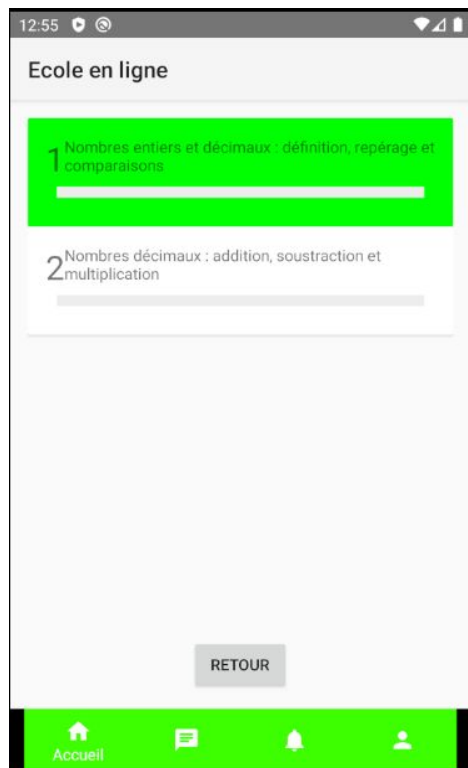 12:55
Ecole en ligne
1 Nombres entiers et décimaux : définition, repérage et
comparaisons
2 Nombres décimaux : addition, soustraction et
multiplication
RETOUR
Accueil